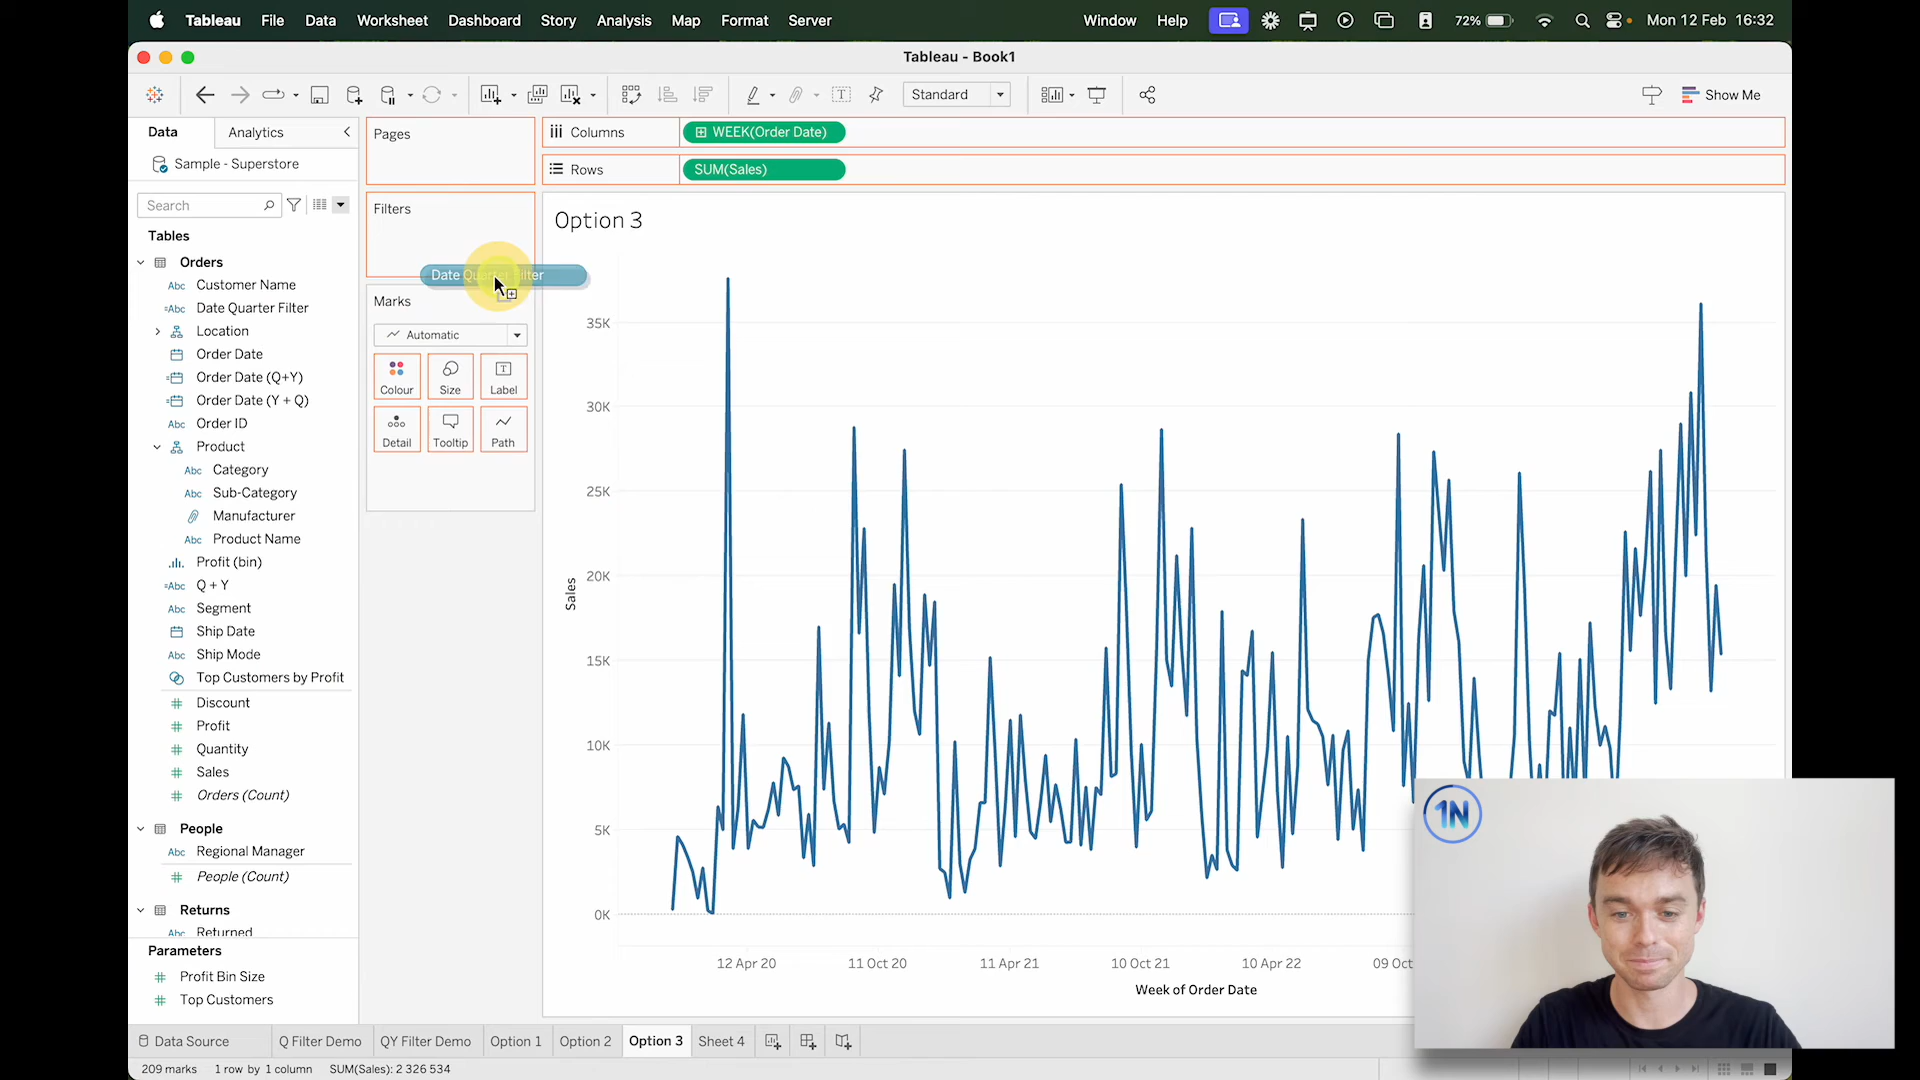 Tableau File Data Worksheet Dashboard Story Analysis Map Format Server Window Help 72% Mon 12 Feb 16:32
Tableau - Book1
Standard Show Me
Data Analytics
Sample - Superstore
Search
Tables
Orders
Customer Name
Date Quarter Filter
Location
Order Date
Order Date (Q+Y)
Order Date (Y + Q)
Order ID
Product
Category
Sub-Category
Manufacturer
Product Name
Profit (bin)
Q + Y
Segment
Ship Date
Ship Mode
Top Customers by Profit
Discount
Profit
Quantity
Sales
Orders (Count)
People
Regional Manager
People (Count)
Returns
Returned
Parameters
Profit Bin Size
Top Customers
Pages
Filters
Date Quarter Filter
Marks
Automatic
Colour Size Label
Detail Tooltip Path
Columns WEEK(Order Date)
Rows SUM(Sales)
Option 3
35K
30K
25K
20K
15K
10K
5K
0K
Sales
12 Apr 20 11 Oct 20 11 Apr 21 10 Oct 21 10 Apr 22 09 Oct
Week of Order Date
1N
Data Source Q Filter Demo QY Filter Demo Option 1 Option 2 Option 3 Sheet 4
209 marks 1 row by 1 column SUM(Sales): 2 326 534